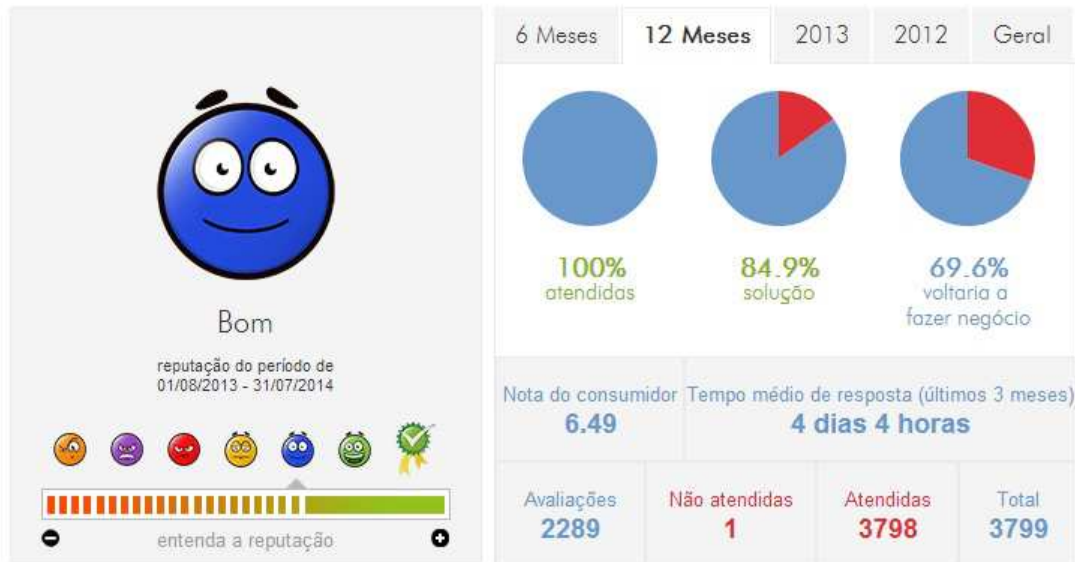 Bom
reputação do período de
01/08/2013 - 31/07/2014
entenda a reputação
6 Meses 12 Meses 2013 2012 Geral
100%
atendidas
84.9%
solução
69.6%
voltaria a
fazer negócio
Nota do consumidor
6.49
Tempo médio de resposta (últimos 3 meses)
4 dias 4 horas
Avaliações
2289
Não atendidas
1
Atendidas
3798
Total
3799